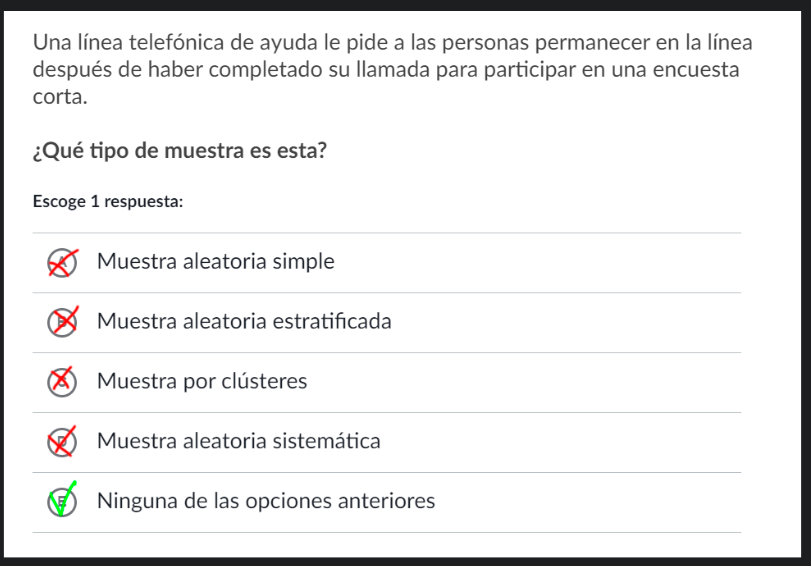 Una línea telefónica de ayuda le pide a las personas permanecer en la línea
después de haber completado su llamada para participar en una encuesta
corta.
¿Qué tipo de muestra es esta?
Escoge 1 respuesta:
A Muestra aleatoria simple
B Muestra aleatoria estratificada
Muestra por clústeres
D Muestra aleatoria sistemática
E Ninguna de las opciones anteriores